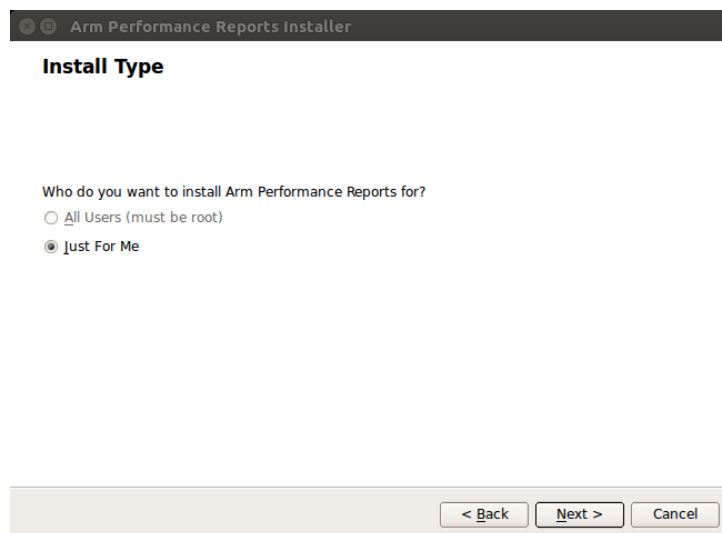 Arm Performance Reports Installer
Install Type
Who do you want to install Arm Performance Reports for?
All Users (must be root)
Just For Me
< Back Next > Cancel